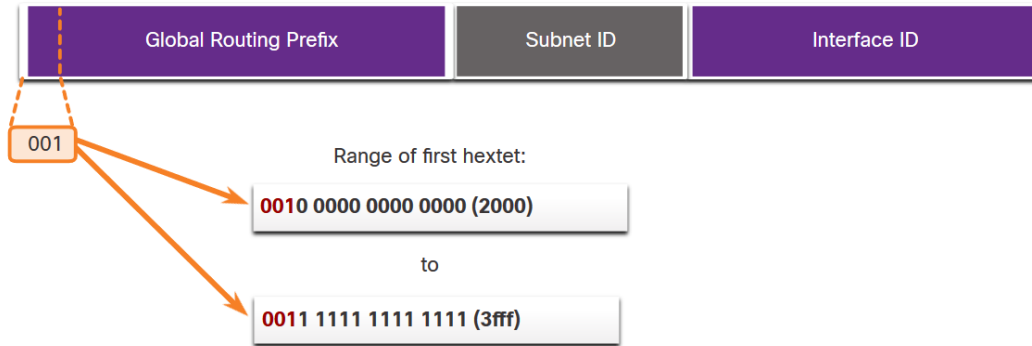 Global Routing Prefix Subnet ID Interface ID
001
Range of first hextet:
0010 0000 0000 0000 (2000)
to
0011 1111 1111 1111 (3fff)